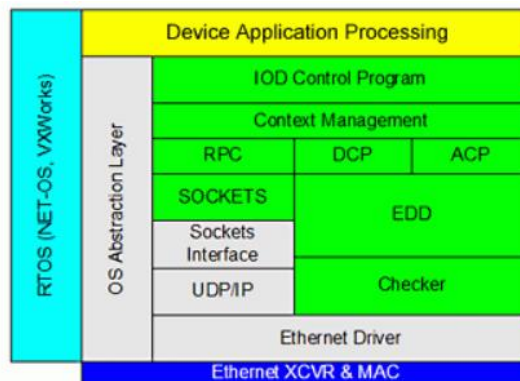 RTOS (NET-OS, VXWorks)
Device Application Processing
OS Abstraction Layer
IOD Control Program
Context Management
RPC
DCP
ACP
SOCKETS
EDD
Sockets
Interface
UDP/IP
Checker
Ethernet Driver
Ethernet XCVR & MAC